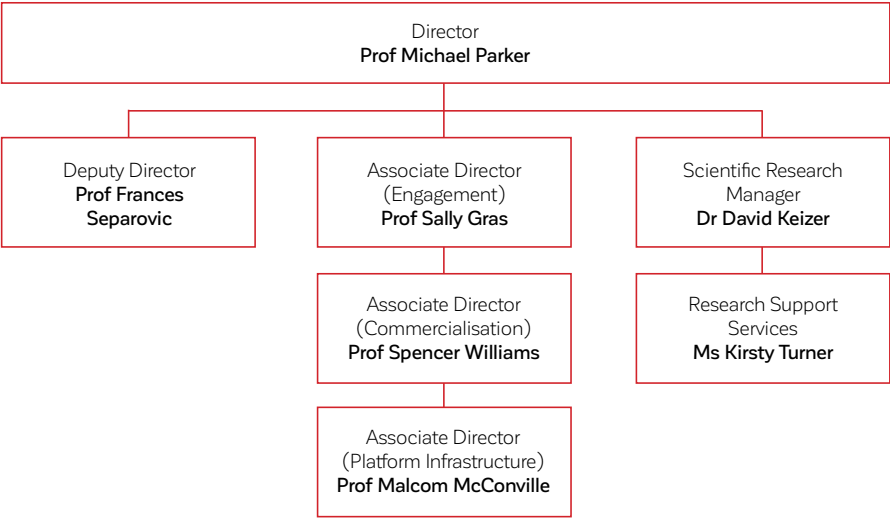 Director
Prof Michael Parker
Deputy Director
Prof Frances
Separovic
Associate Director
(Engagement)
Prof Sally Gras
Scientific Research
Manager
Dr David Keizer
Associate Director
(Commercialisation)
Prof Spencer Williams
Research Support
Services
Ms Kirsty Turner
Associate Director
(Platform Infrastructure)
Prof Malcom McConville